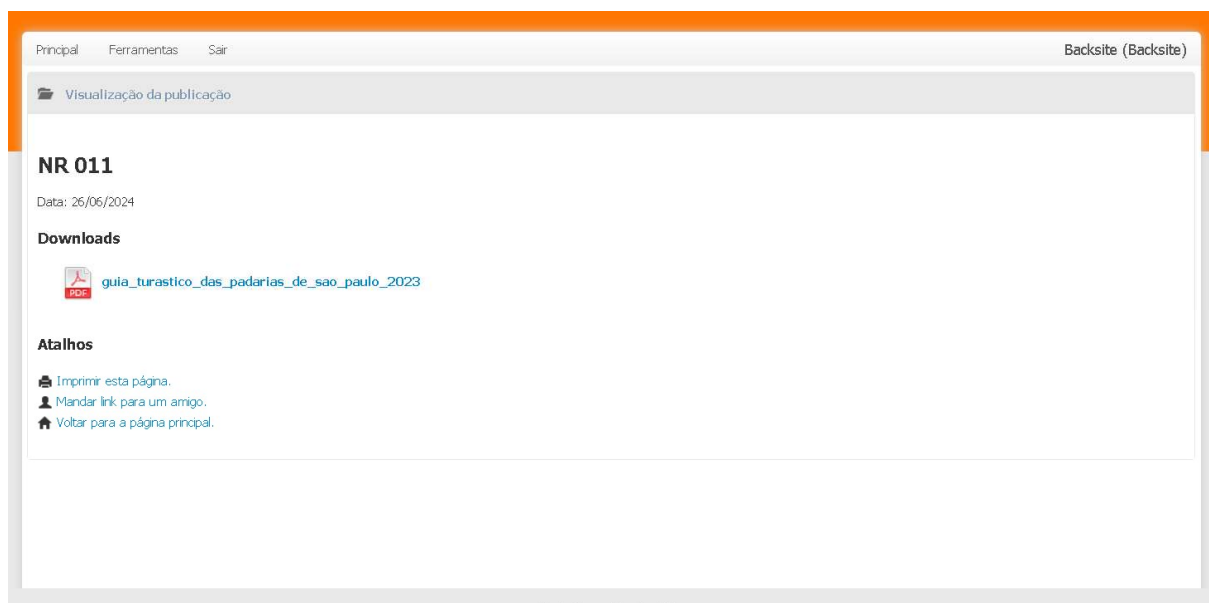 Principal Ferramentas Sair Backsite (Backsite)
Visualização da publicação
NR 011
Data: 26/06/2024
Downloads
PDF guia_turastico_das_padarias_de_sao_paulo_2023
Atalhos
Imprimir esta página.
Mandar link para um amigo.
Voltar para a página principal.